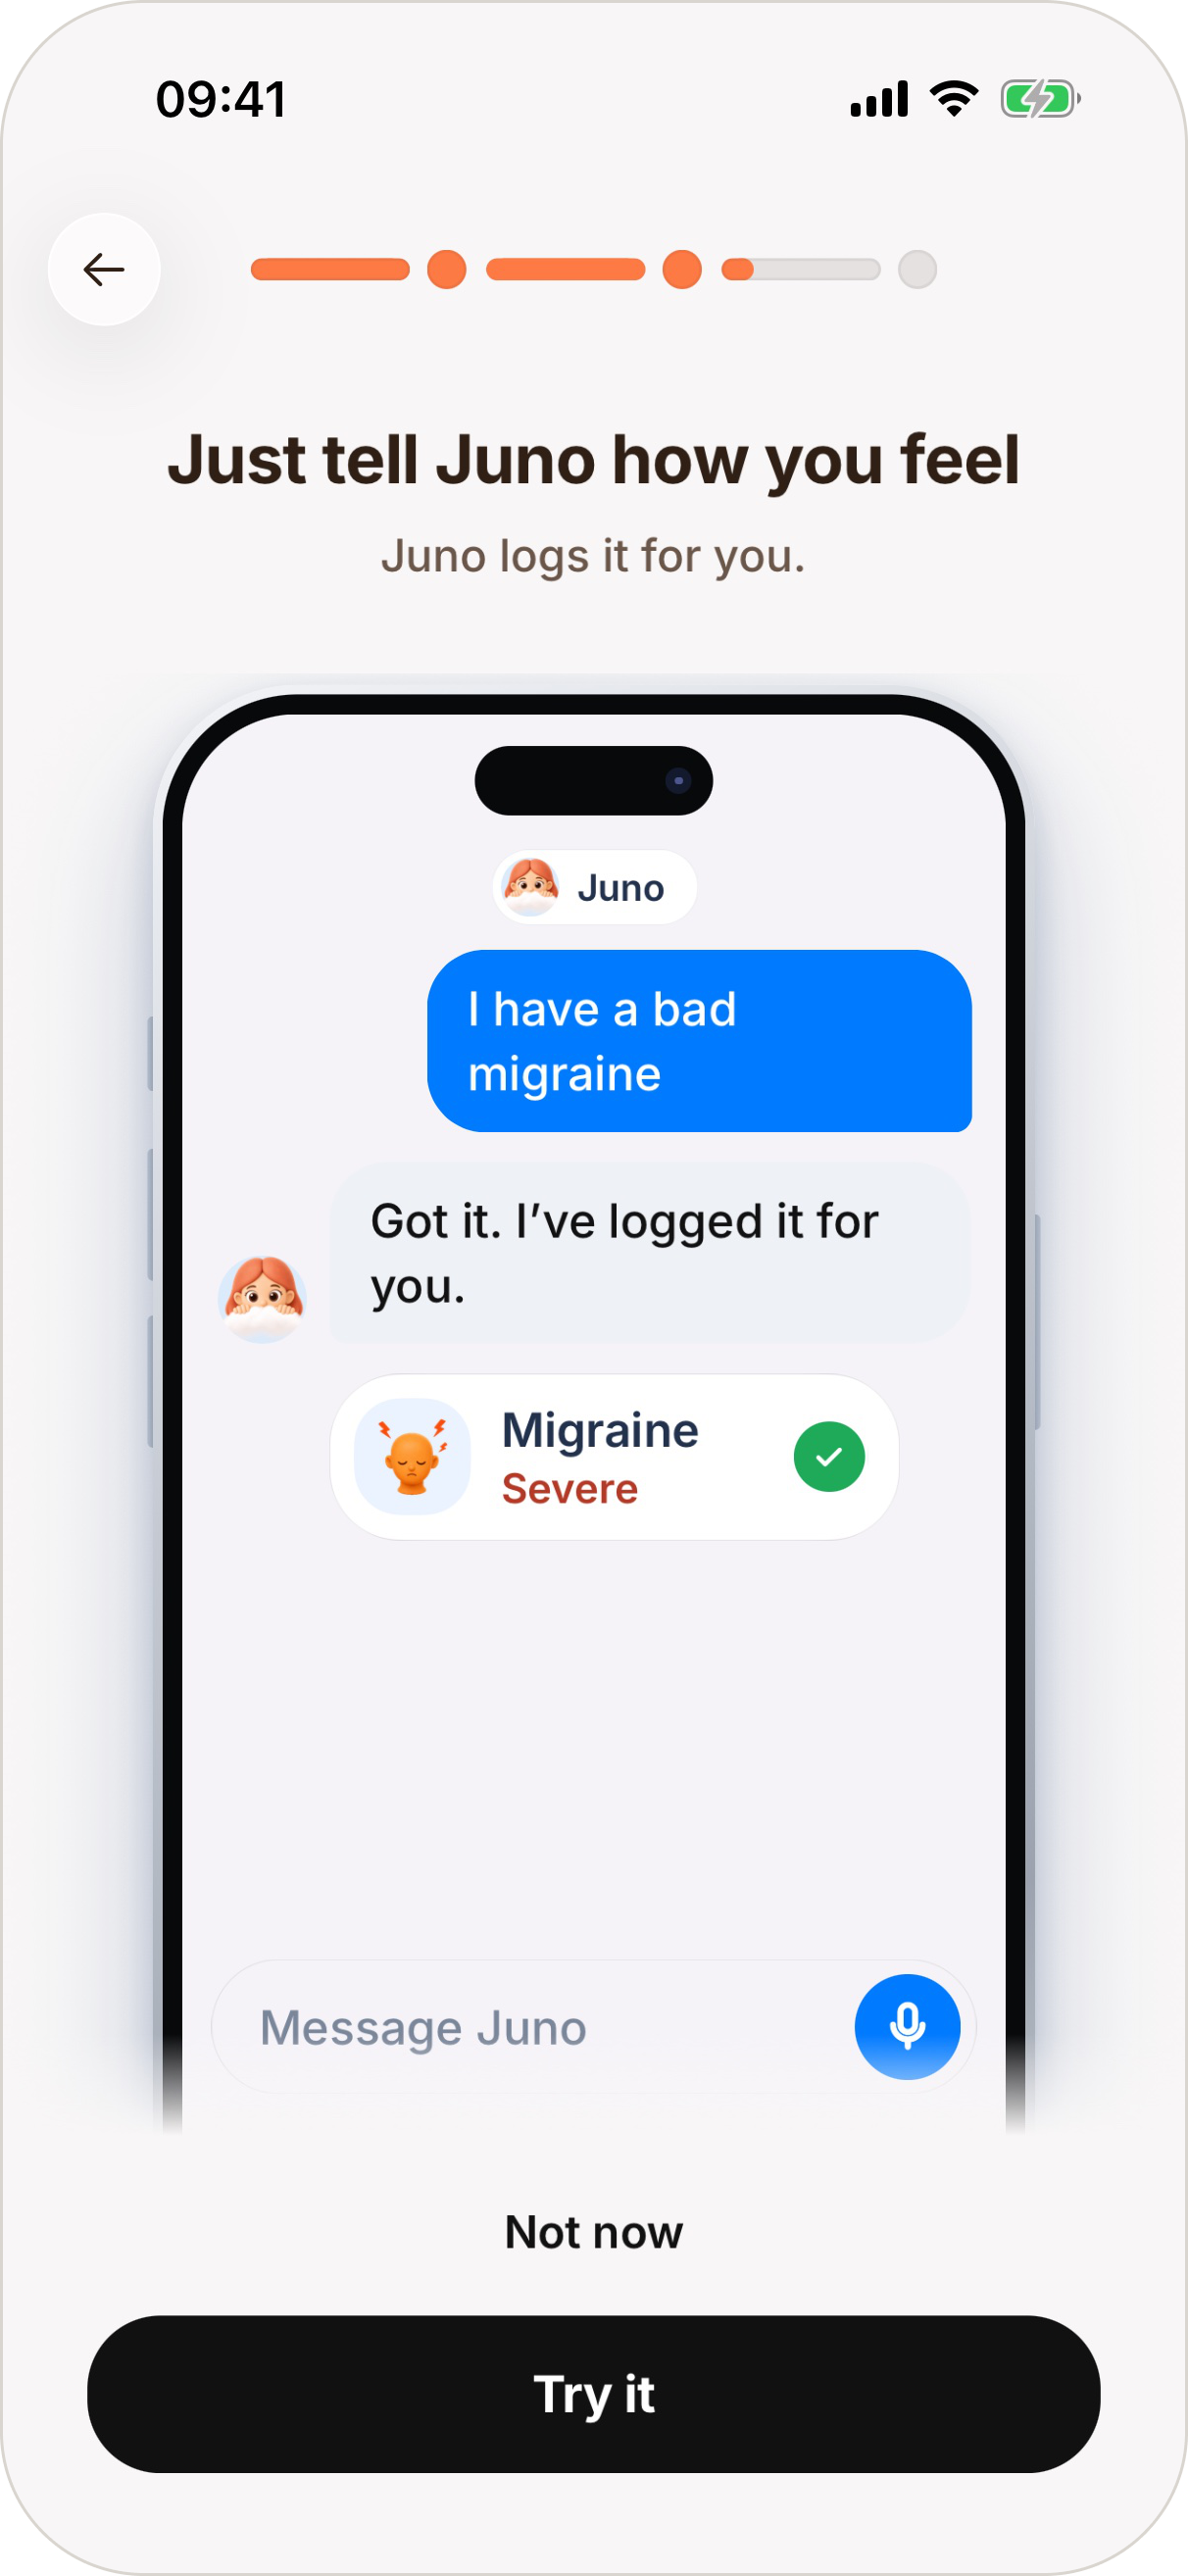 09:41
Just tell Juno how you feel
Juno logs it for you.
Juno
I have a bad
migraine
Got it. I’ve logged it for
you.
Migraine
Severe
Message Juno
Not now
Try it